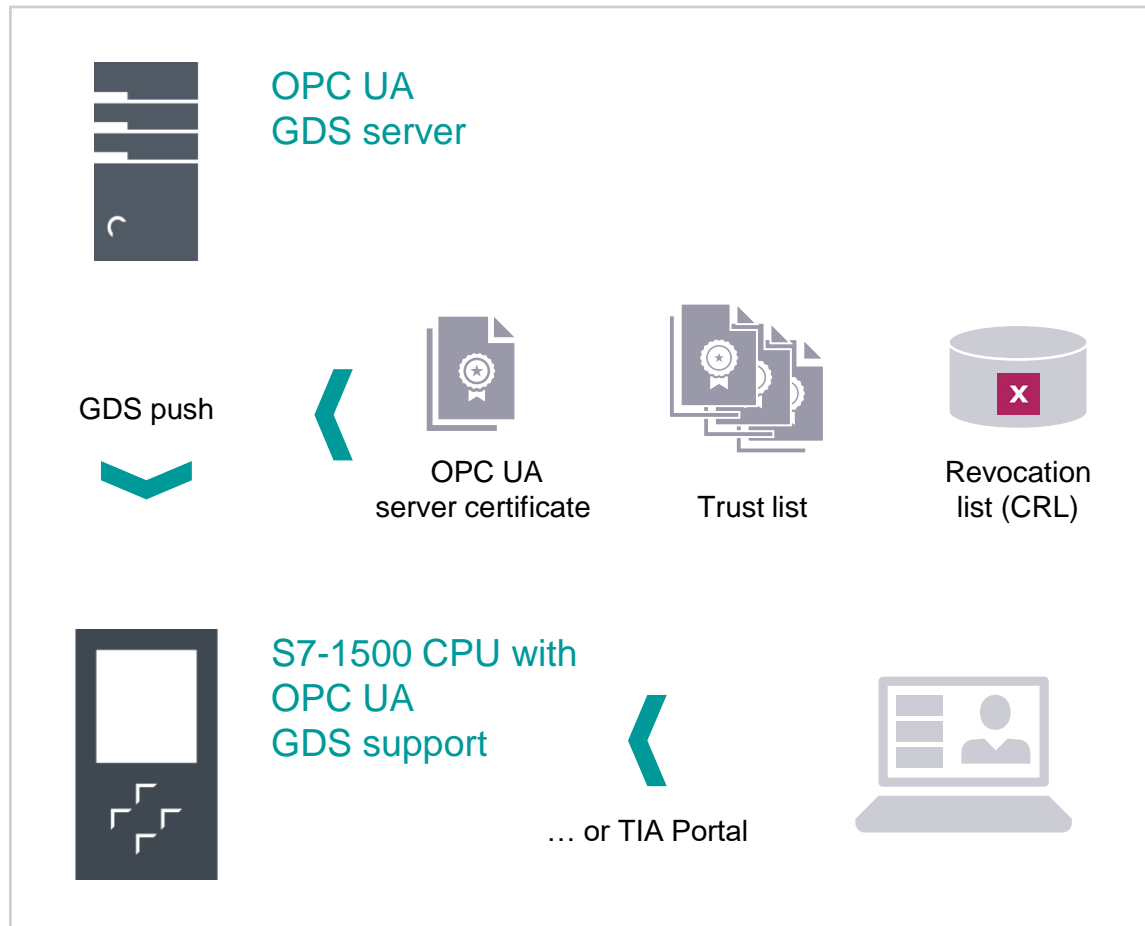 OPC UA
GDS server
GDS push
OPC UA
server certificate
Trust list
X
Revocation
list (CRL)
S7-1500 CPU with
OPC UA
GDS support
… or TIA Portal